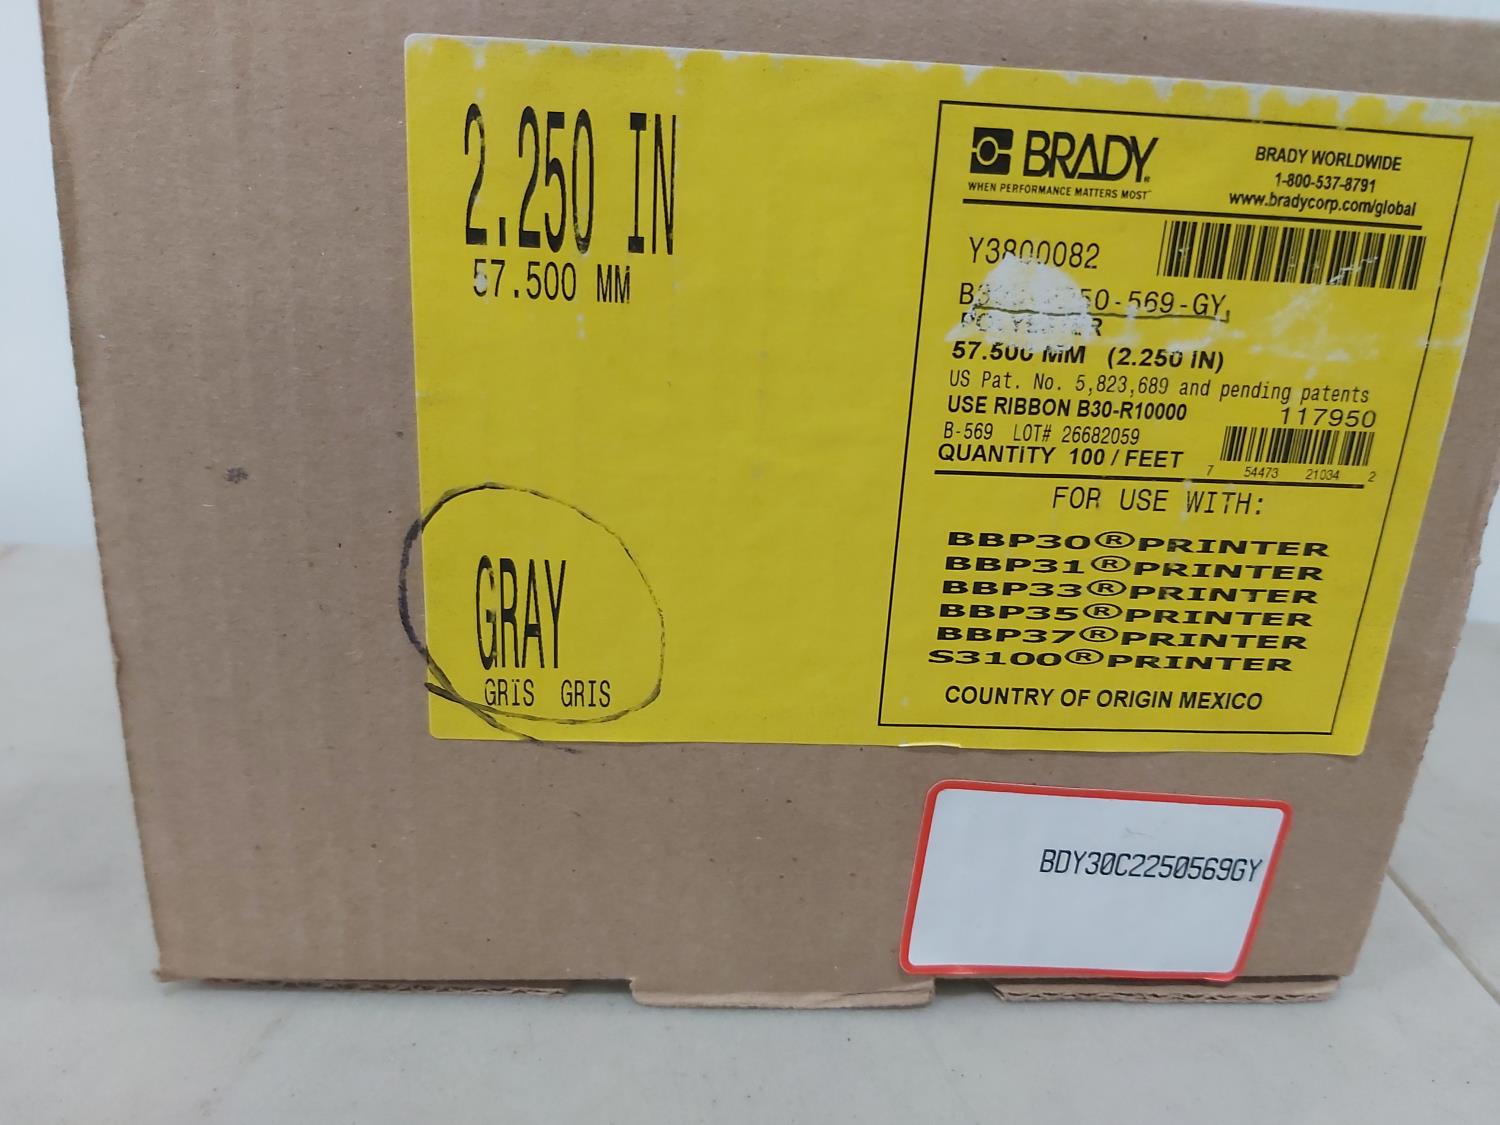 2.250 IN
57.500 MM
GRAY
GRIS GRIS
BRADY
WHEN PERFORMANCE MATTERS MOST
BRADY WORLDWIDE
1-800-537-8791
www.bradycorp.com/global
Y3800082
POLYESTER
57.500 MM (2.250 IN)
US Pat. No. 5,823,689 and pending patents
USE RIBBON B30-R10000
117950
B-569 LOT# 26682059
QUANTITY 100 / FEET
7 54473 21034 2
FOR USE WITH:
BBP30®PRINTER
BBP31®PRINTER
BBP33®PRINTER
BBP35®PRINTER
BBP37®PRINTER
S3100®PRINTER
COUNTRY OF ORIGIN MEXICO
BDY30C2250569GY